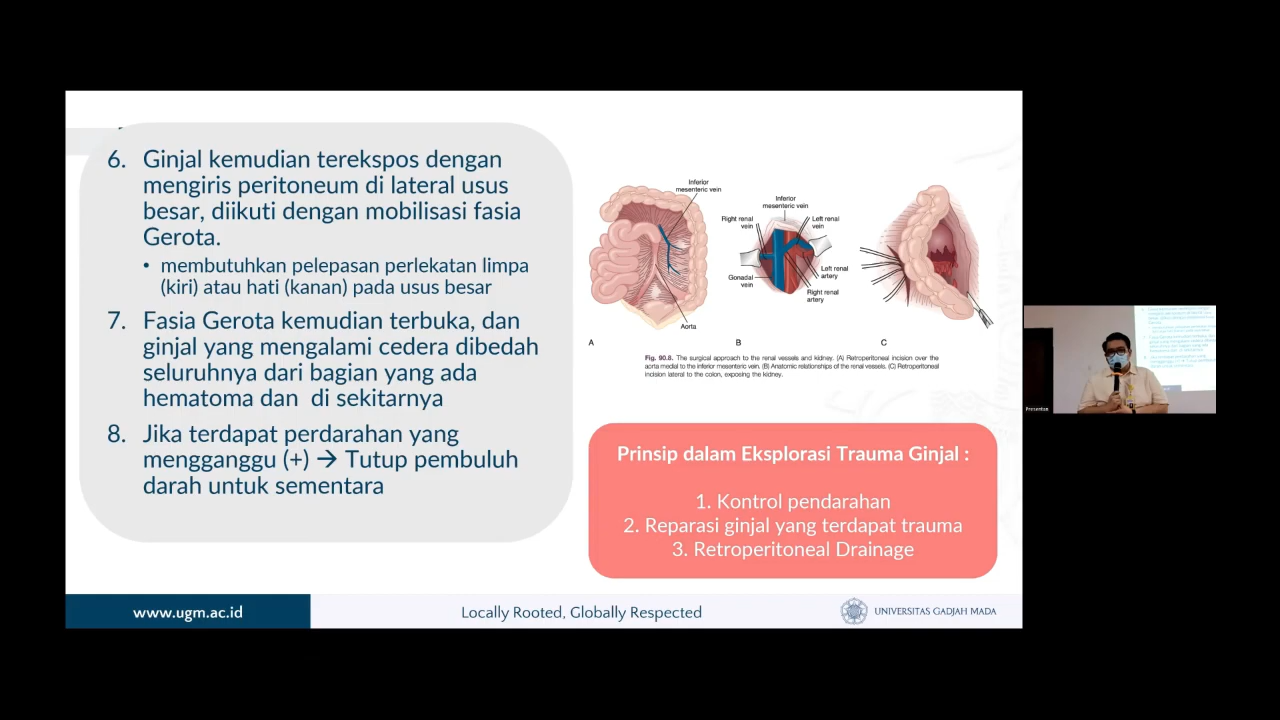 6. Ginjal kemudian terekspos dengan
mengiris peritoneum di lateral usus
besar, diikuti dengan mobilisasi fasia
Gerota.
• membutuhkan pelepasan perlekatan limpa
(kiri) atau hati (kanan) pada usus besar
7. Fasia Gerota kemudian terbuka, dan
ginjal yang mengalami cedera dibedah
seluruhnya dari bagian yang ada
hematoma dan di sekitarnya
8. Jika terdapat perdarahan yang
mengganggu (+) → Tutup pembuluh
darah untuk sementara
Inferior
mesenteric vein
Aorta
A
Inferior
mesenteric vein
Right renal
vein
Left renal
vein
Left renal
artery
Gonadal
vein
Right renal
artery
B
C
Fig. 90.8. The surgical approach to the renal vessels and kidney. (A) Retroperitoneal incision over the
aorta medial to the inferior mesenteric vein. (B) Anatomic relationships of the renal vessels. (C) Retroperitoneal
incision lateral to the colon, exposing the kidney.
Prinsip dalam Eksplorasi Trauma Ginjal :
1. Kontrol pendarahan
2. Reparasi ginjal yang terdapat trauma
3. Retroperitoneal Drainage
www.ugm.ac.id
Locally Rooted, Globally Respected
UNIVERSITAS GADJAH MADA
Presentan